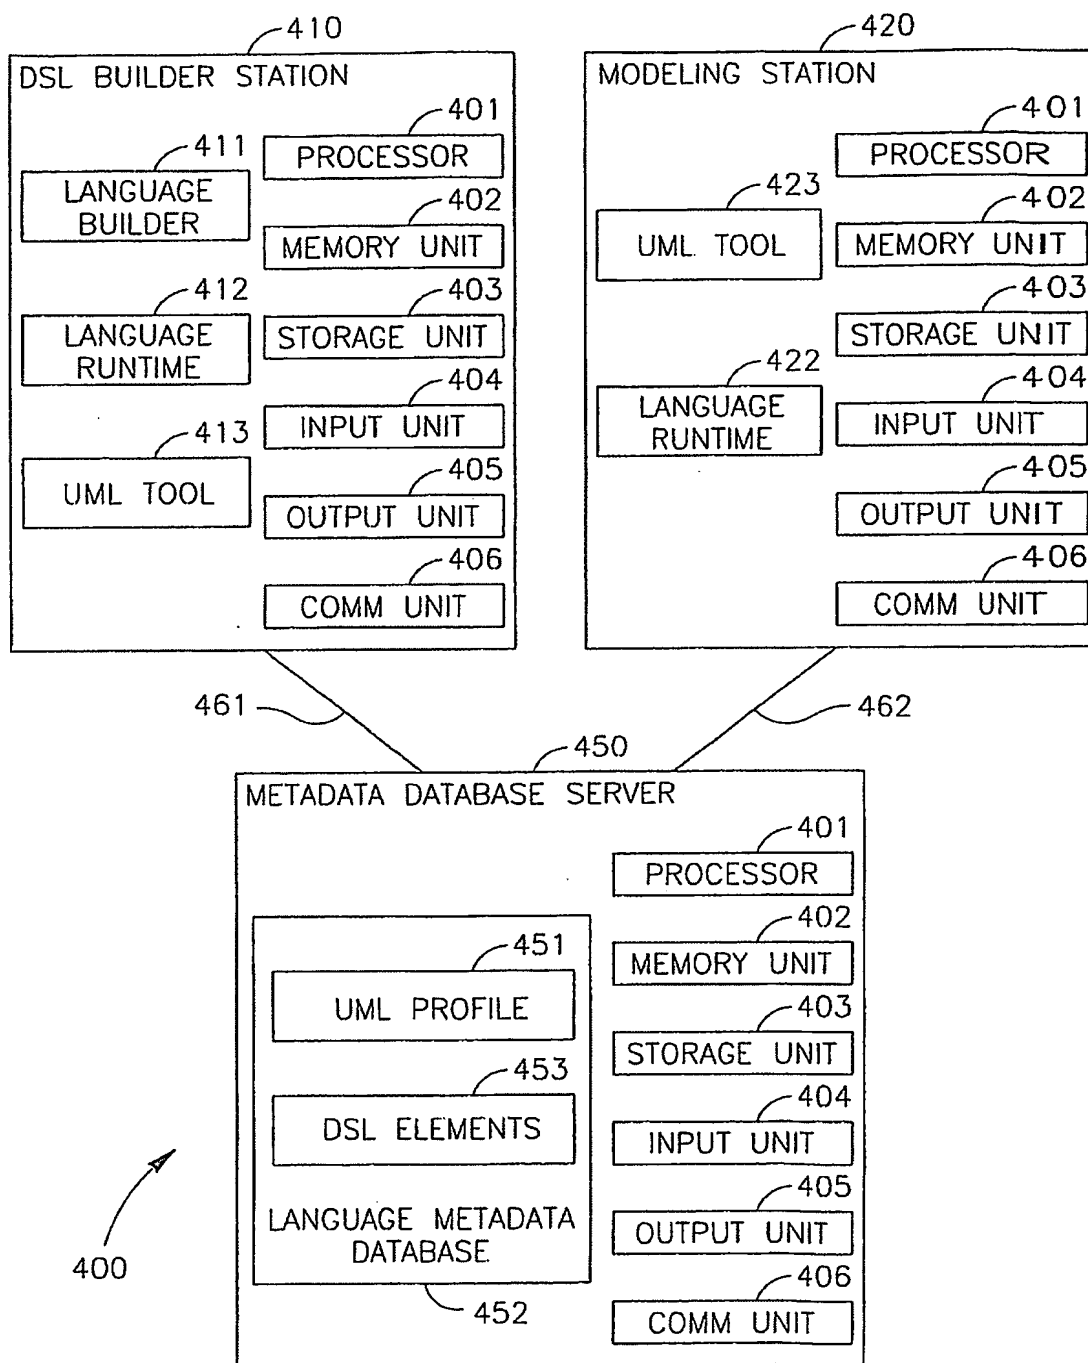 410
DSL BUILDER STATION
401
PROCESSOR
411
LANGUAGE
BUILDER
402
MEMORY UNIT
412
LANGUAGE
RUNTIME
403
STORAGE UNIT
404
INPUT UNIT
413
UML TOOL
405
OUTPUT UNIT
406
COMM UNIT
420
MODELING STATION
401
PROCESSOR
423
UML TOOL
402
MEMORY UNIT
403
STORAGE UNIT
422
LANGUAGE
RUNTIME
404
INPUT UNIT
405
OUTPUT UNIT
406
COMM UNIT
461
462
450
METADATA DATABASE SERVER
401
PROCESSOR
451
UML PROFILE
402
MEMORY UNIT
403
STORAGE UNIT
453
DSL ELEMENTS
404
INPUT UNIT
LANGUAGE METADATA
DATABASE
405
OUTPUT UNIT
452
406
COMM UNIT
400